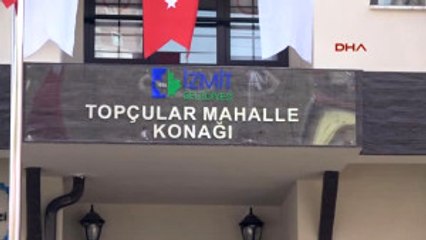 DHA
İZMİT
BELEDİYESİ
TOPÇULAR MAHALLE
KONAĞI